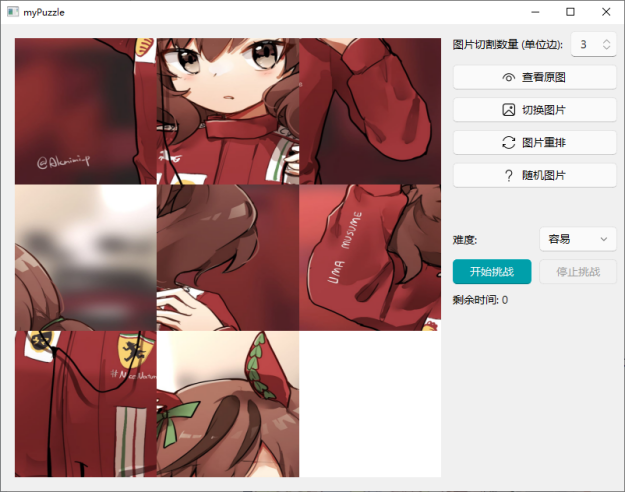 myPuzzle
图片切割数量 (单位边): 3
查看原图
切换图片
图片重排
随机图片
难度: 容易
开始挑战 停止挑战
剩余时间: 0
UMA MUSUME